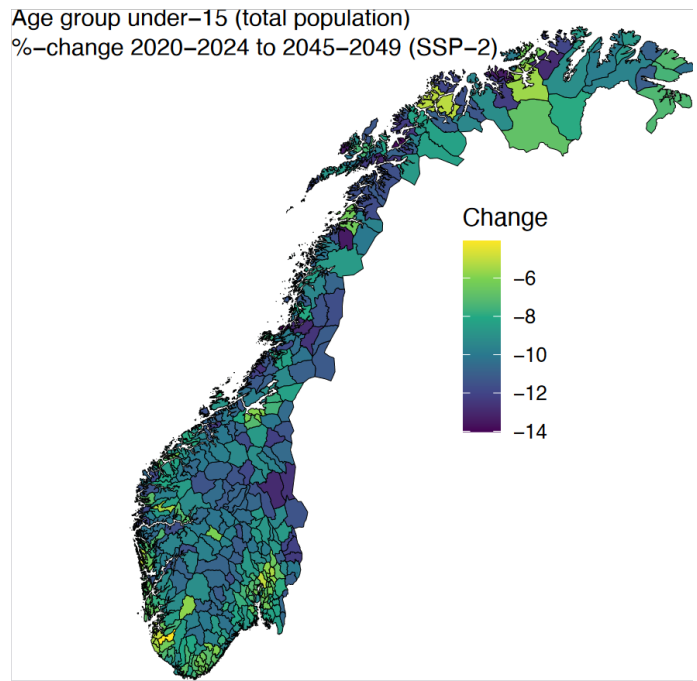 Age group under−15 (total population)
%−change 2020−2024 to 2045−2049 (SSP−2)
Change
−6
−8
−10
−12
−14